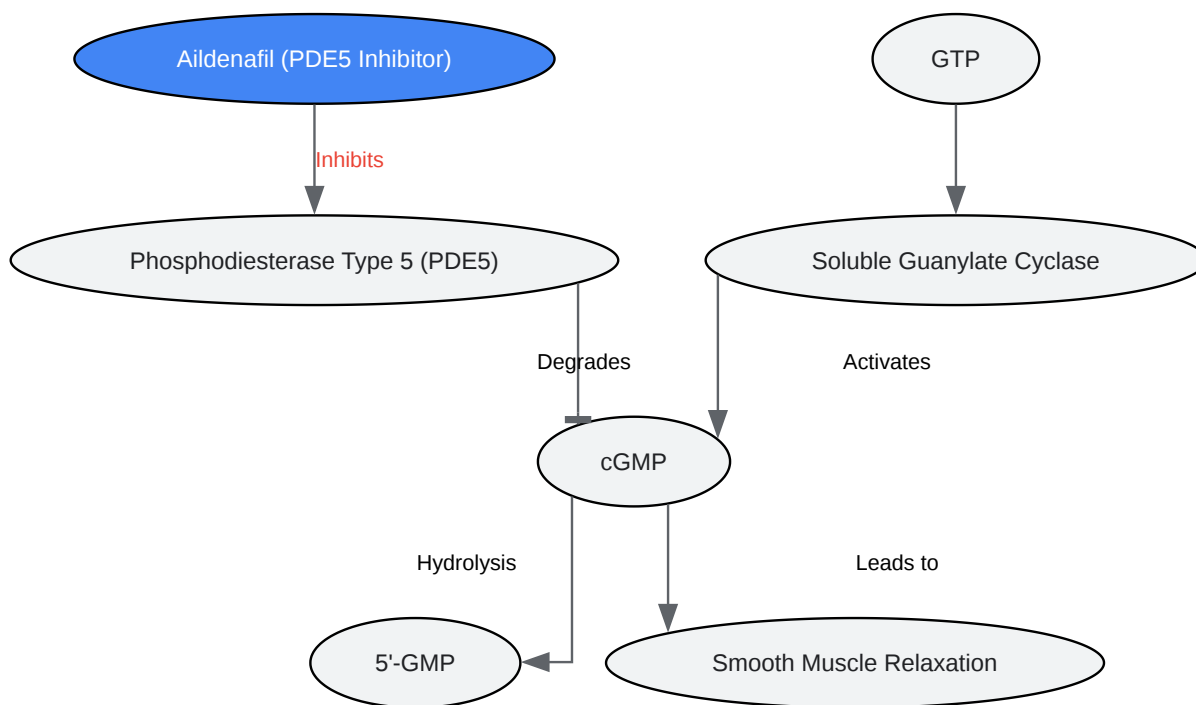 Aildenafil (PDE5 Inhibitor)
GTP
Inhibits
Phosphodiesterase Type 5 (PDE5)
Soluble Guanylate Cyclase
Degrades
Activates
cGMP
Hydrolysis
Leads to
5'-GMP
Smooth Muscle Relaxation